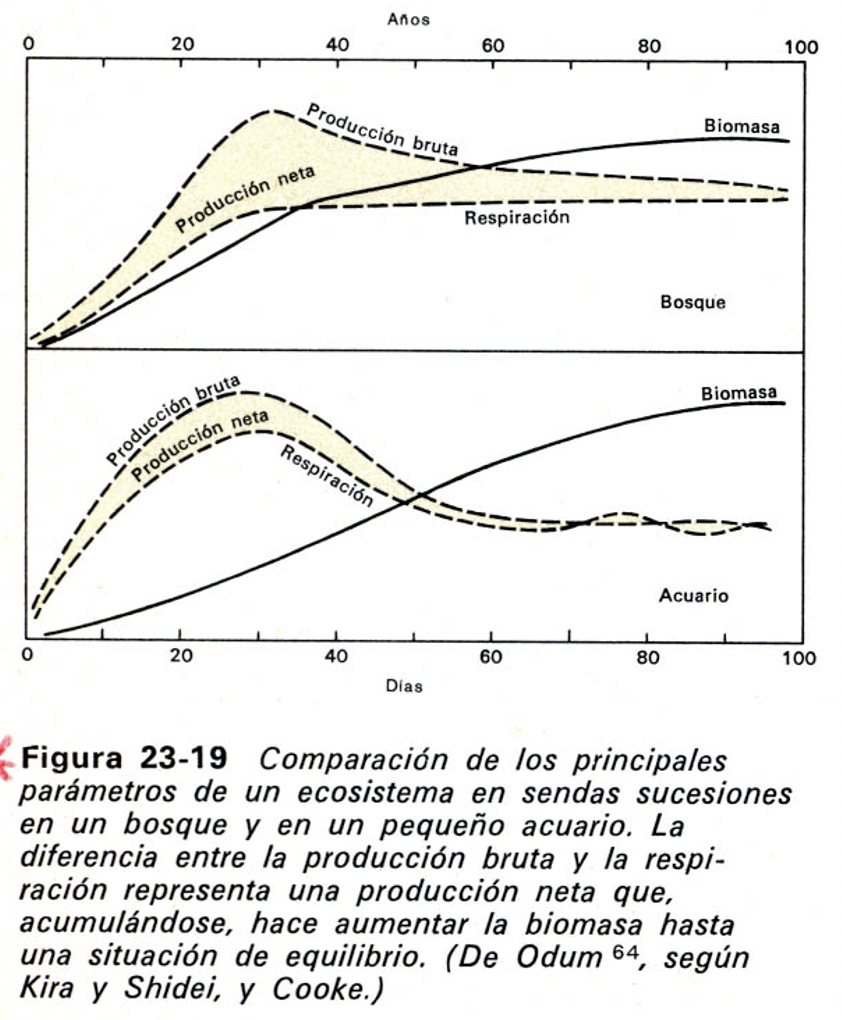 Años
0 20 40 60 80 100
Producción bruta
Biomasa
Producción neta
Respiración
Bosque
Producción bruta
Biomasa
Producción neta
Respiración
Acuario
0 20 40 60 80 100
Días
Figura 23-19 Comparación de los principales
parámetros de un ecosistema en sendas sucesiones
en un bosque y en un pequeño acuario. La
diferencia entre la producción bruta y la respi-
ración representa una producción neta que,
acumulándose, hace aumentar la biomasa hasta
una situación de equilibrio. (De Odum 64, según
Kira y Shidei, y Cooke.)